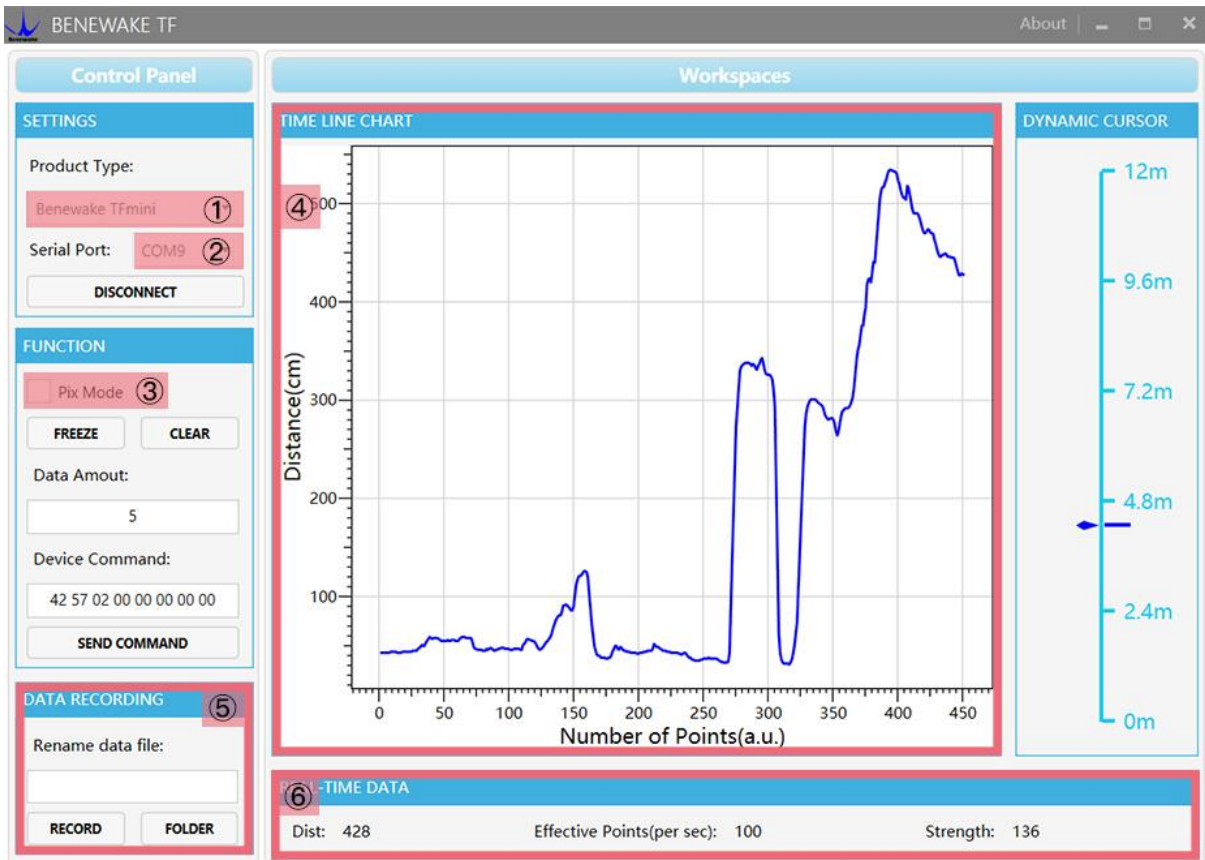 BENEWAKE TF
About
Benewake
Control Panel
SETTINGS
Product Type:
Benewake TFmini ①
Serial Port: COM9 ②
DISCONNECT
FUNCTION
Pix Mode ③
FREEZE CLEAR
Data Amout:
5
Device Command:
42 57 02 00 00 00 00 00
SEND COMMAND
DATA RECORDING ⑤
Rename data file:
RECORD FOLDER
Workspaces
TIME LINE CHART
④
500
400
300
200
100
Distance(cm)
0 50 100 150 200 250 300 350 400 450
Number of Points(a.u.)
DYNAMIC CURSOR
12m
9.6m
7.2m
4.8m
2.4m
0m
⑥ REAL-TIME DATA
Dist: 428 Effective Points(per sec): 100 Strength: 136